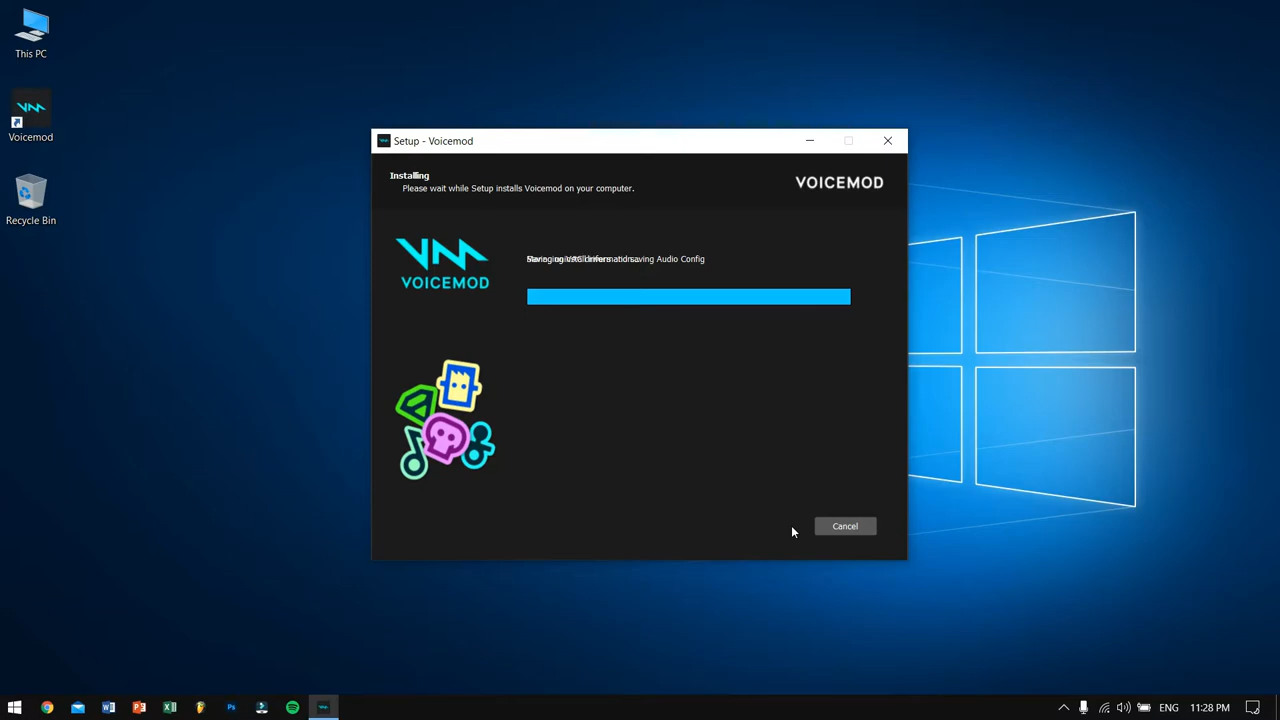 This PC
Voicemod
Recycle Bin
Setup - Voicemod
Installing
Please wait while Setup installs Voicemod on your computer.
VOICEMOD
VOICEMOD
saving Audio Config
Cancel
ENG
11:28 PM